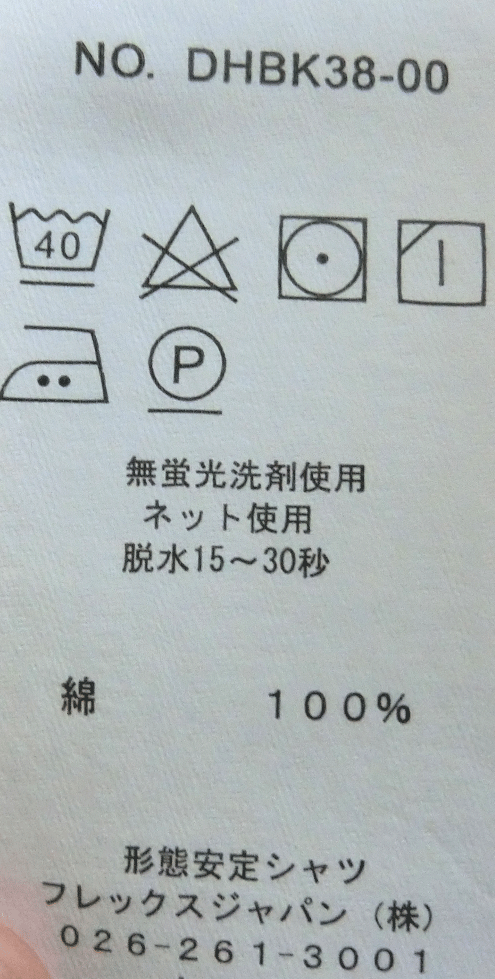 NO. DHBK38-00
40
P
無蛍光洗剤使用
ネット使用
脱水15～30秒
綿 100%
形態安定シャツ
フレックスジャパン（株）
026-261-3001